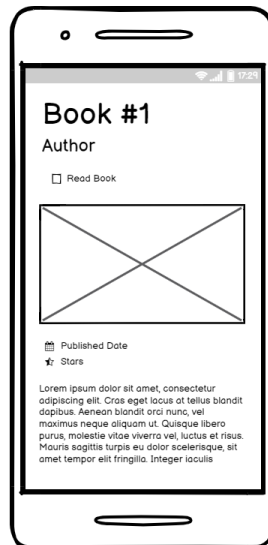 17:29
Book #1
Author
Read Book
Published Date
Stars
Lorem ipsum dolor sit amet, consectetur
adipiscing elit. Cras eget lacus at tellus blandit
dapibus. Aenean blandit orci nunc, vel
maximus neque aliquam ut. Quisque libero
purus, molestie vitae viverra vel, luctus et risus.
Mauris sagittis turpis eu dolor scelerisque, sit
amet tempor elit fringilla. Integer iaculis